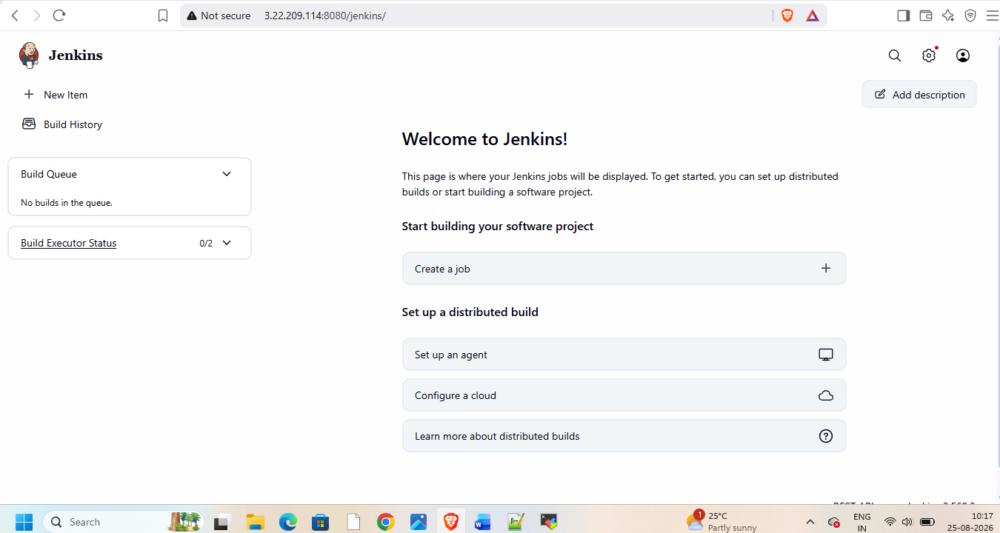 Not secure 3.22.209.114:8080/jenkins/
Jenkins
New Item
Add description
Build History
Welcome to Jenkins!
Build Queue
This page is where your Jenkins jobs will be displayed. To get started, you can set up distributed
builds or start building a software project.
No builds in the queue.
Start building your software project
Build Executor Status 0/2
Create a job
Set up a distributed build
Set up an agent
Configure a cloud
Learn more about distributed builds
Search
1
25°C
Partly sunny
ENG
IN
10:17
25-08-2026